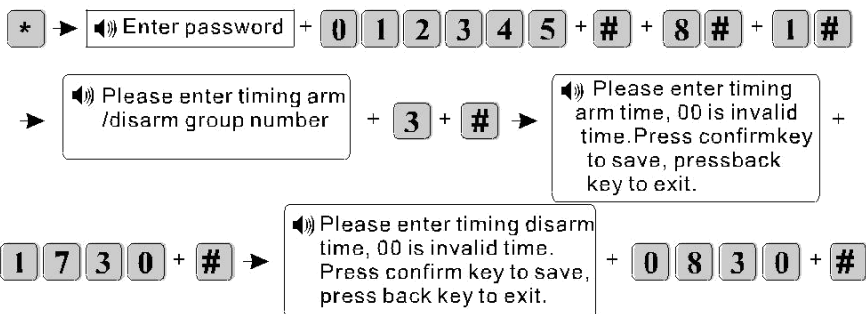 * Enter password + 0 1 2 3 4 5 + # + 8 # + 1 #
Please enter timing arm
/disarm group number
+ 3 + #
Please enter timing
arm time, 00 is invalid
time.Press confirmkey
to save, pressback
key to exit.
+
1 7 3 0 + #
Please enter timing disarm
time, 00 is invalid time.
Press confirm key to save,
press back key to exit.
+ 0 8 3 0 + #